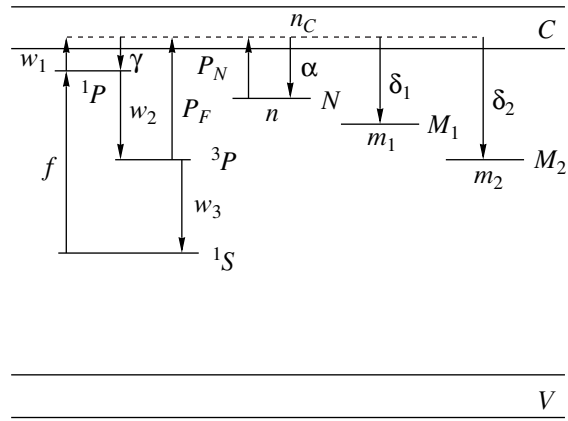 n_C
C
w_1
γ
P_N
α
N
δ_1
^1P
w_2
P_F
n
δ_2
M_1
m_1
f
^3P
M_2
m_2
w_3
^1S
V